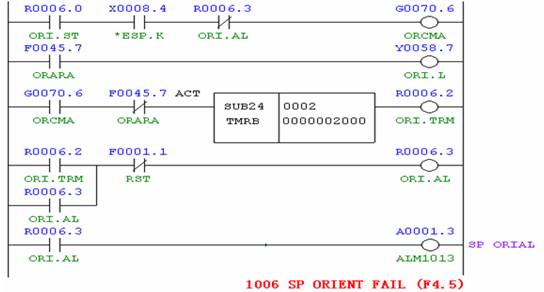 R0006.0 X0008.4 R0006.3 G0070.6
ORI.ST *ESP.K ORI.AL ORCMA
F0045.7 Y0058.7
ORARA ORI.L
G0070.6 F0045.7 ACT SUB24 0002 R0006.2
ORCMA ORARA TMRB 0000002000 ORI.TRM
R0006.2 F0001.1 R0006.3
ORI.TRM RST ORI.AL
R0006.3
ORI.AL
R0006.3 A0001.3 SP ORIAL
ORI.AL ALM1013
1006 SP ORIENT FAIL (F4.5)